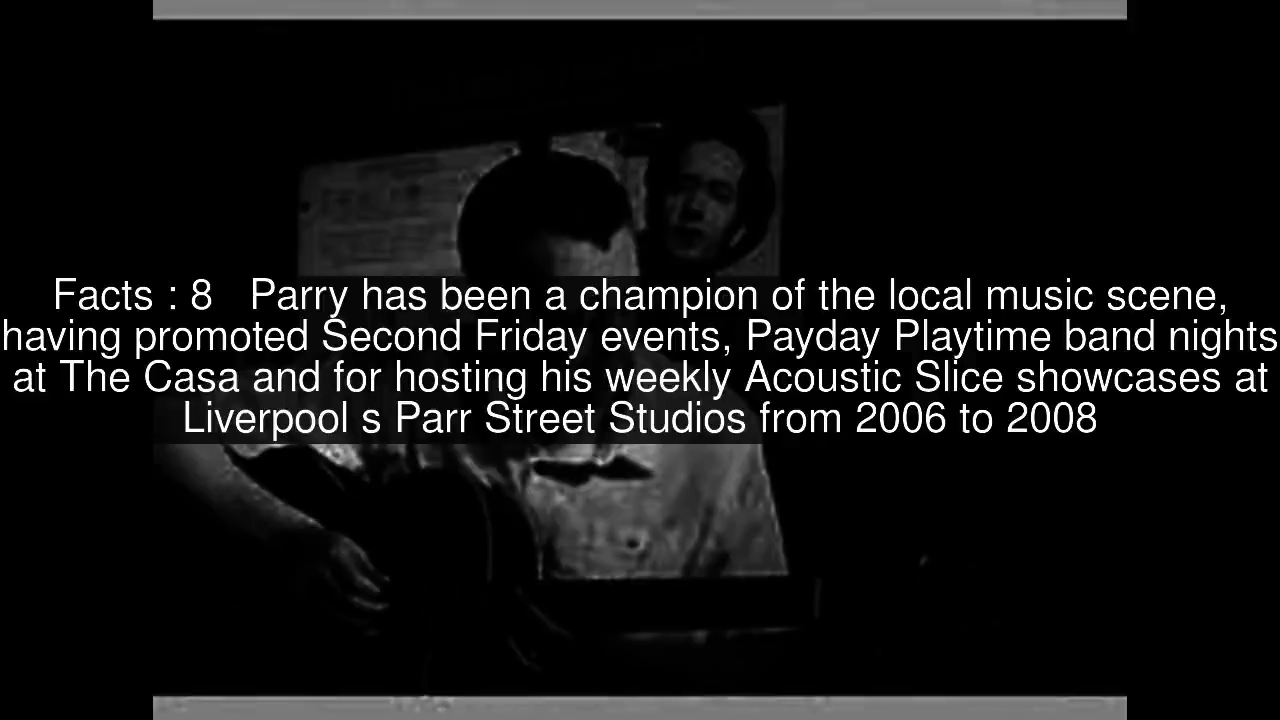 Facts : 8 Parry has been a champion of the local music scene,
having promoted Second Friday events, Payday Playtime band nights
at The Casa and for hosting his weekly Acoustic Slice showcases at
Liverpool s Parr Street Studios from 2006 to 2008